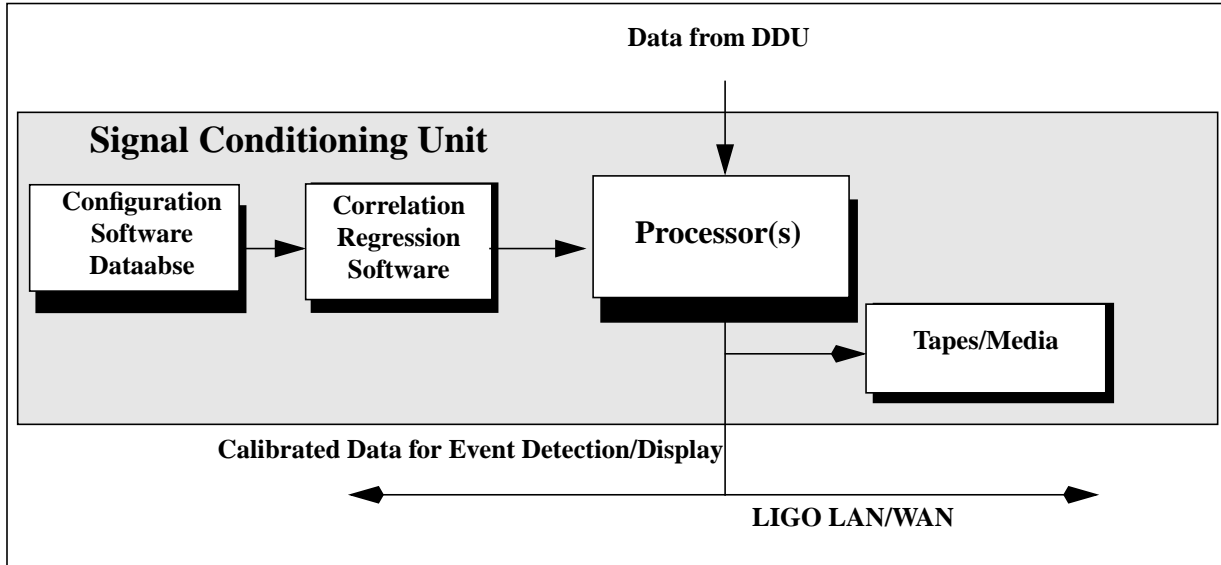 Data from DDU
Signal Conditioning Unit
Configuration
Software
Dataabse
Correlation
Regression
Software
Processor(s)
Tapes/Media
Calibrated Data for Event Detection/Display
LIGO LAN/WAN